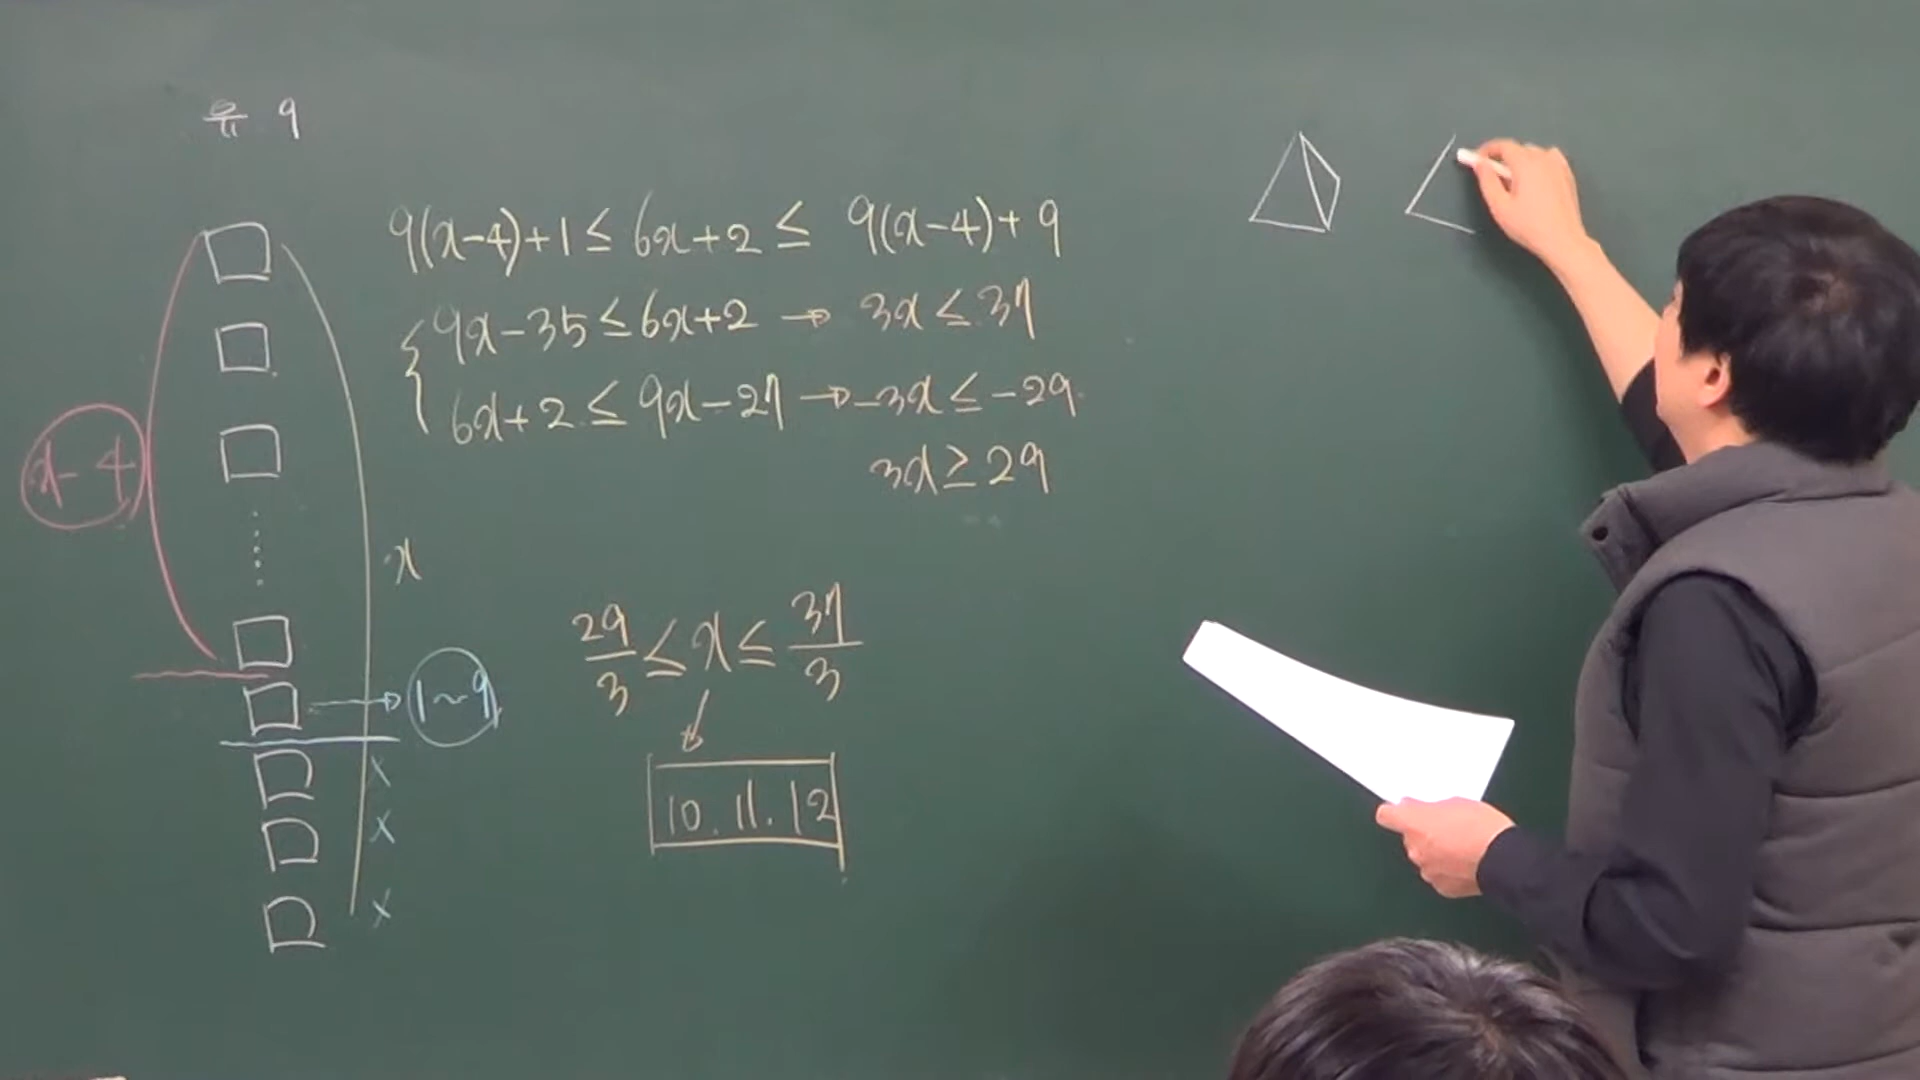 유 9
9(x-4)+1 ≤ 6x+2 ≤ 9(x-4)+9
9x-35 ≤ 6x+2 → 3x ≤ 37
6x+2 ≤ 9x-27 → -3x ≤ -29
3x ≥ 29
x-4
x
29/3 ≤ x ≤ 37/3
1~9
10. 11. 12
x
x
x